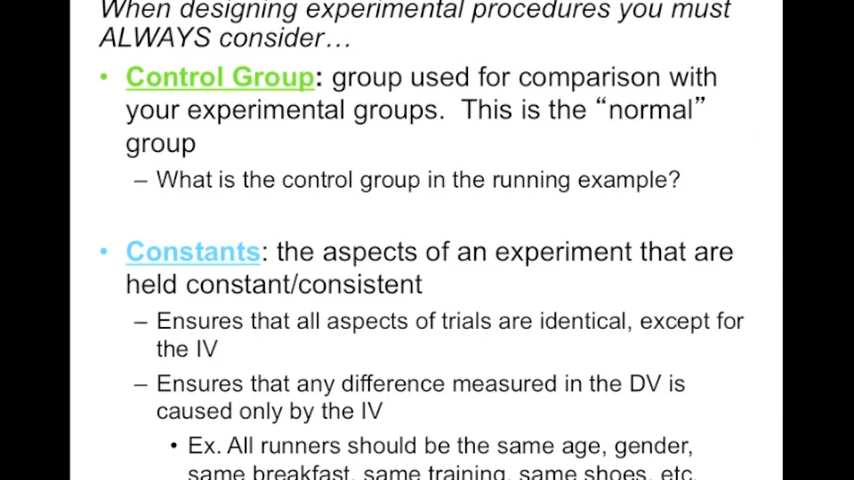 When designing experimental procedures you must
ALWAYS consider…
• Control Group: group used for comparison with
your experimental groups.  This is the “normal”
group
– What is the control group in the running example?
• Constants: the aspects of an experiment that are
held constant/consistent
– Ensures that all aspects of trials are identical, except for
the IV
– Ensures that any difference measured in the DV is
caused only by the IV
• Ex. All runners should be the same age, gender,
same breakfast, same training, same shoes, etc.